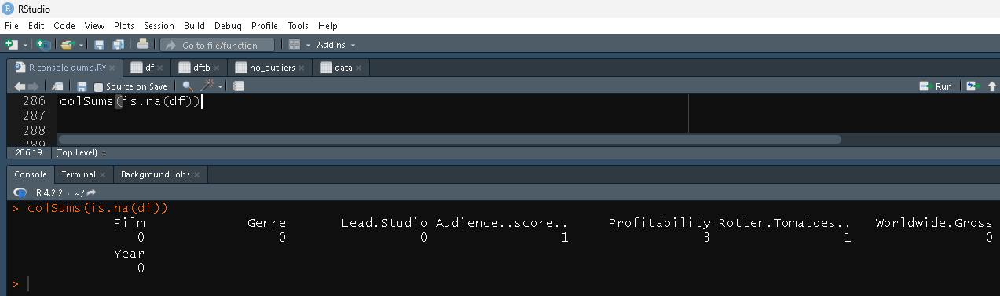 RStudio
File Edit Code View Plots Session Build Debug Profile Tools Help
Go to file/function Addins
R console dump.R* df dftb no_outliers data
Source on Save Run
286 colSums(is.na(df))
287
288
289
286:19 (Top Level)
Console Terminal Background Jobs
R 4.2.2 · ~/
> colSums(is.na(df))
Film Genre Lead.Studio Audience..score.. Profitability Rotten.Tomatoes.. Worldwide.Gross
0 0 0 1 3 1 0
Year
0
>